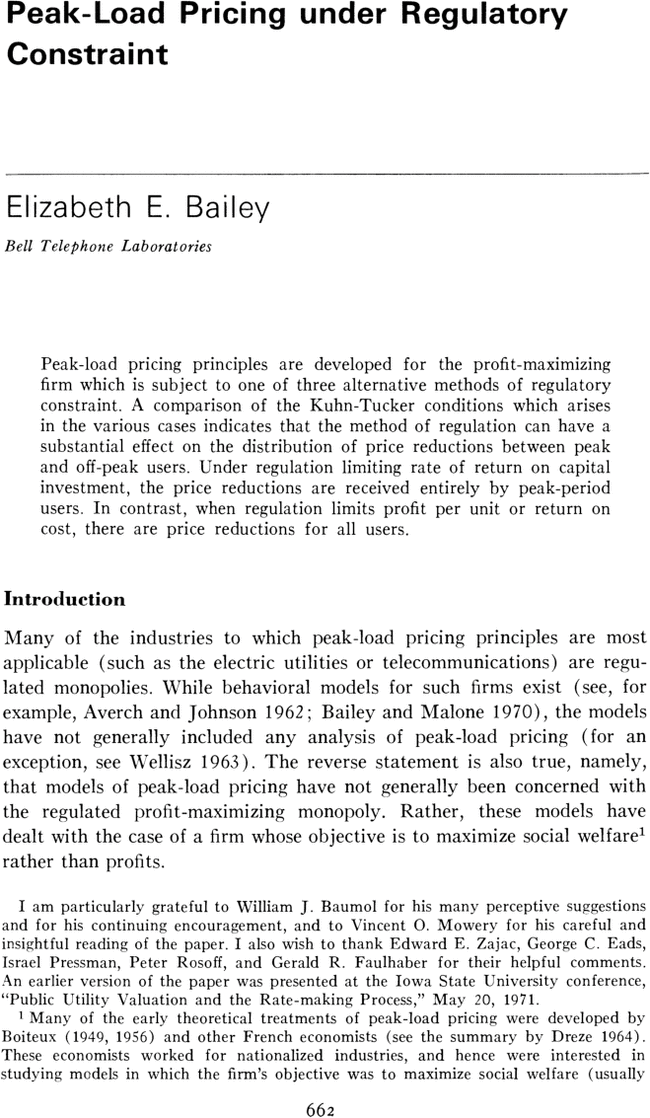 Peak-Load Pricing under Regulatory
Constraint
Elizabeth E. Bailey
Bell Telephone Laboratories
Peak-load pricing principles are developed for the profit-maximizing
firm which is subject to one of three alternative methods of regulatory
constraint. A comparison of the Kuhn-Tucker conditions which arises
in the various cases indicates that the method of regulation can have a
substantial effect on the distribution of price reductions between peak
and off-peak users. Under regulation limiting rate of return on capital
investment, the price reductions are received entirely by peak-period
users. In contrast, when regulation limits profit per unit or return on
cost, there are price reductions for all users.
Introduction
Many of the industries to which peak-load pricing principles are most
applicable (such as the electric utilities or telecommunications) are regu-
lated monopolies. While behavioral models for such firms exist (see, for
example, Averch and Johnson 1962; Bailey and Malone 1970), the models
have not generally included any analysis of peak-load pricing (for an
exception, see Wellisz 1963). The reverse statement is also true, namely,
that models of peak-load pricing have not generally been concerned with
the regulated profit-maximizing monopoly. Rather, these models have
dealt with the case of a firm whose objective is to maximize social welfare¹
rather than profits.
I am particularly grateful to William J. Baumol for his many perceptive suggestions
and for his continuing encouragement, and to Vincent O. Mowery for his careful and
insightful reading of the paper. I also wish to thank Edward E. Zajac, George C. Eads,
Israel Pressman, Peter Rosoff, and Gerald R. Faulhaber for their helpful comments.
An earlier version of the paper was presented at the Iowa State University conference,
“Public Utility Valuation and the Rate-making Process,” May 20, 1971.
¹ Many of the early theoretical treatments of peak-load pricing were developed by
Boiteux (1949, 1956) and other French economists (see the summary by Dreze 1964).
These economists worked for nationalized industries, and hence were interested in
studying models in which the firm’s objective was to maximize social welfare (usually
662